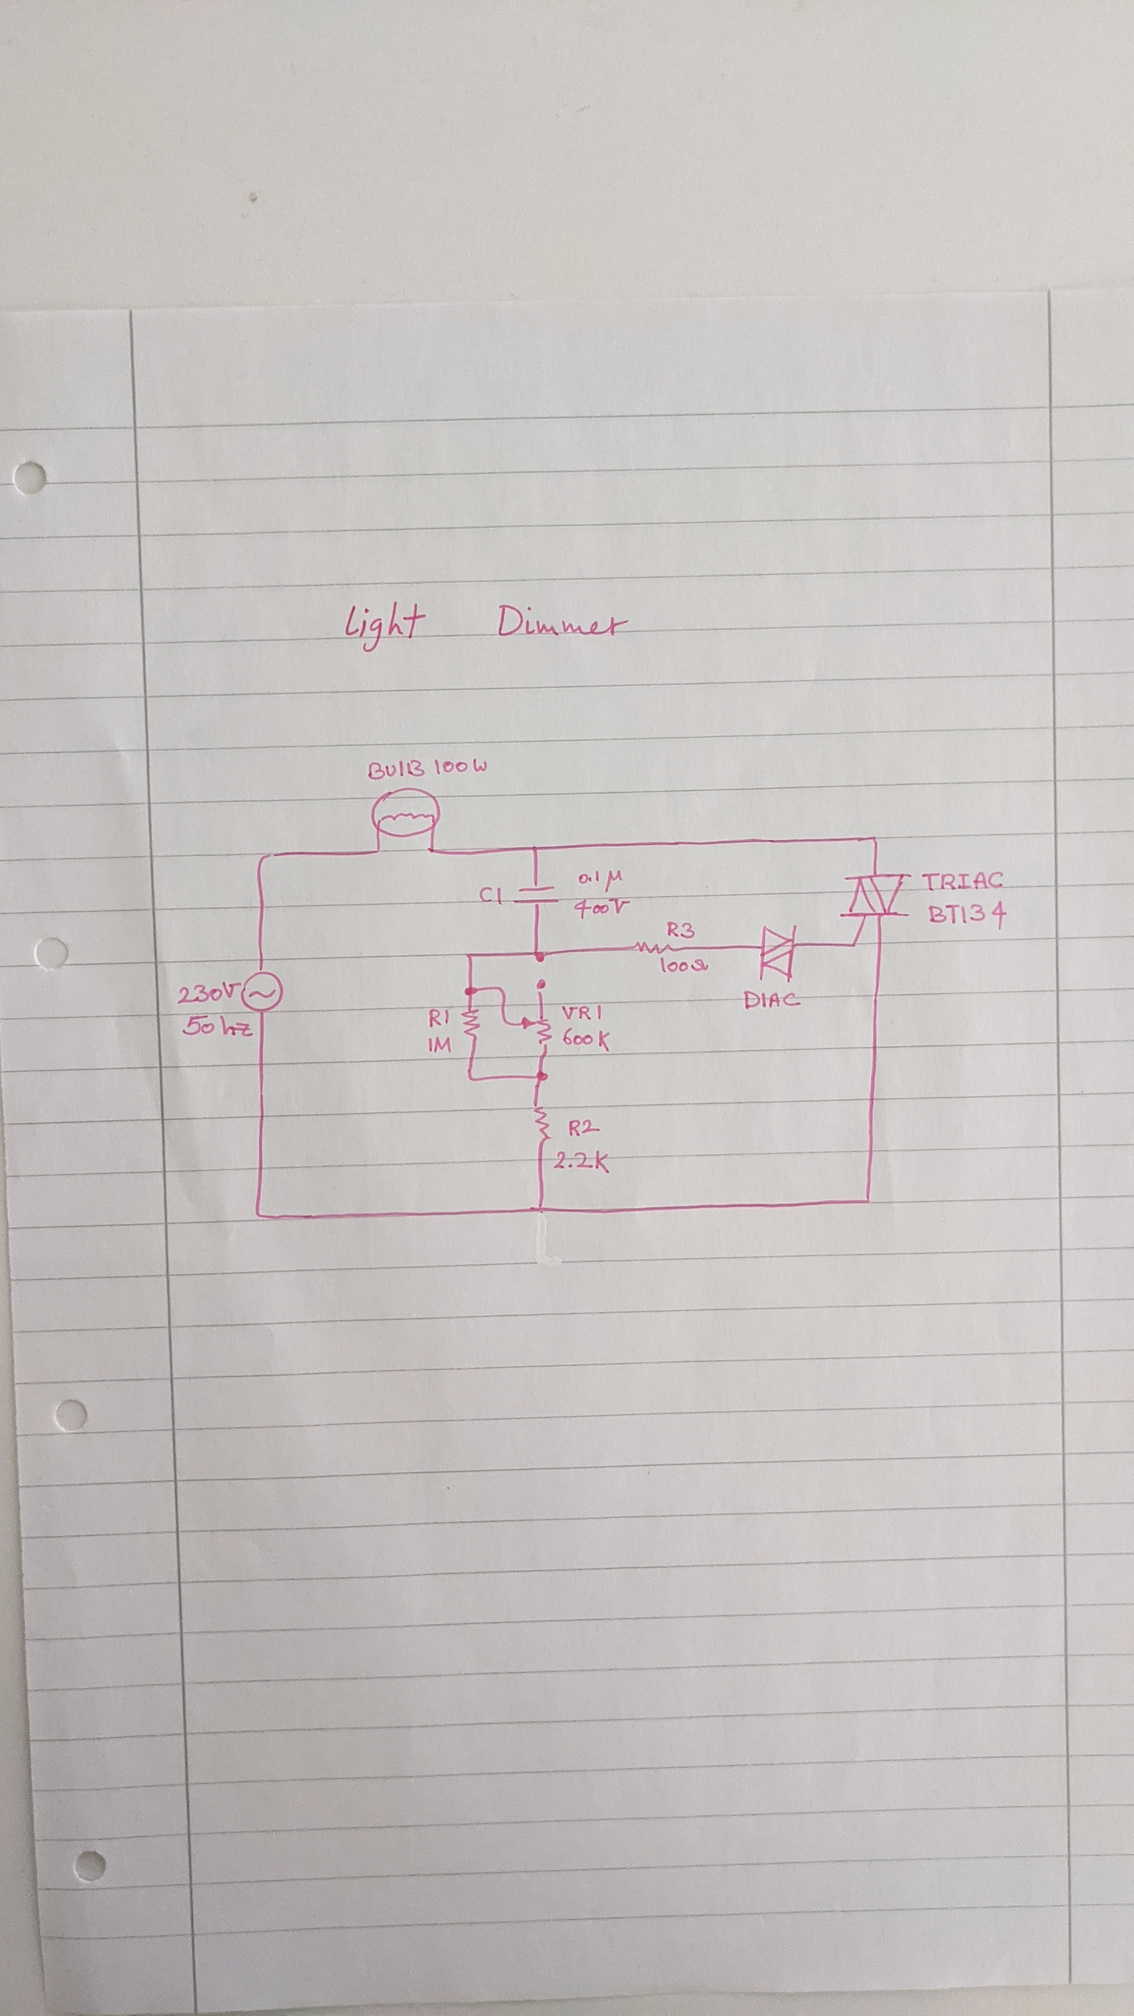 Light Dimmer
BUlB 100W
C1
0.1 μ
400V
TRIAC
BT134
R3
100Ω
DIAC
230V
50 hz
R1
1M
VR1
600K
R2
2.2K